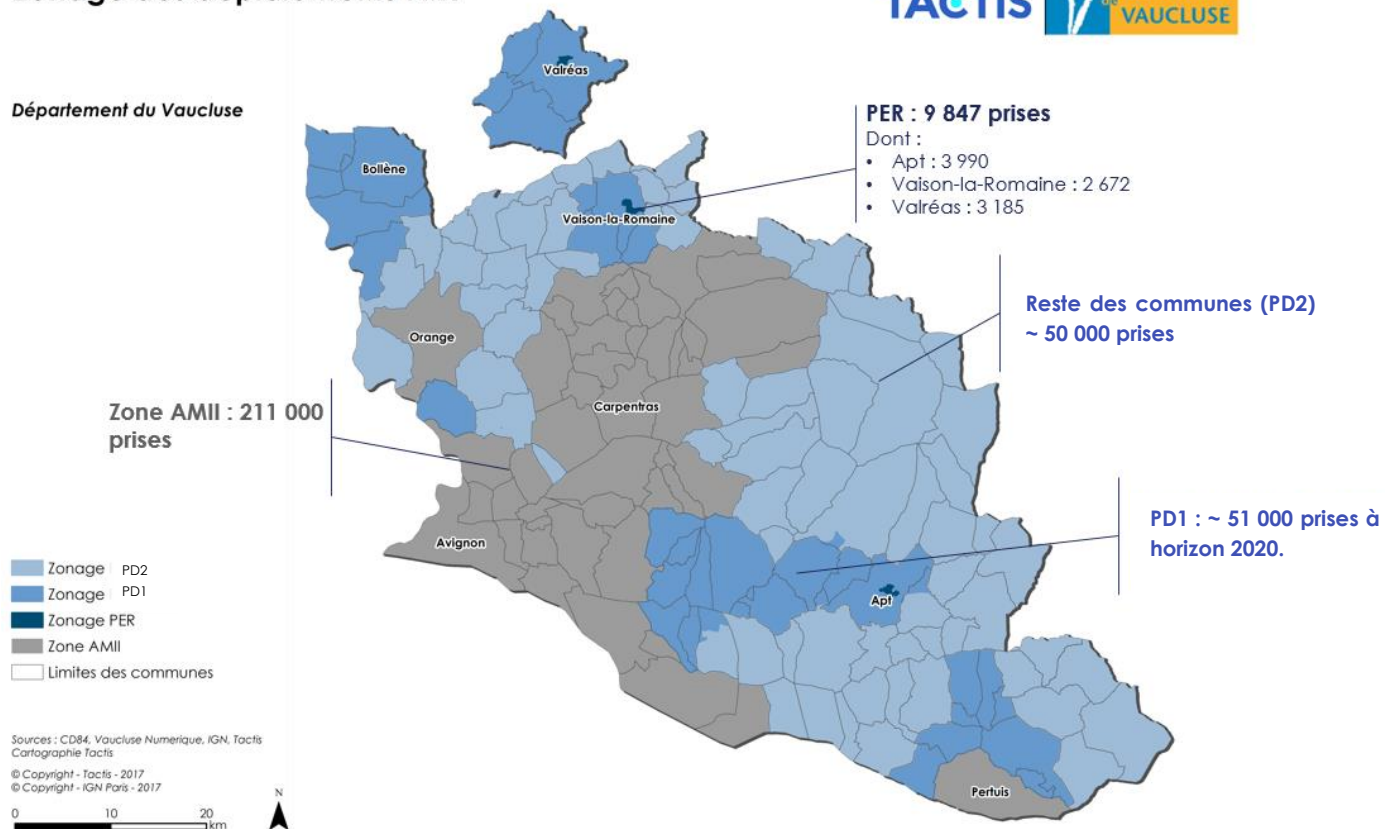 TACTIS
de
VAUCLUSE
Département du Vaucluse
Valréas
Bollène
Vaison-la-Romaine
Orange
Carpentras
Avignon
Apt
Pertuis
PER : 9 847 prises
Dont :
• Apt : 3 990
• Vaison-la-Romaine : 2 672
• Valréas : 3 185
Reste des communes (PD2)
~ 50 000 prises
Zone AMII : 211 000
prises
PD1 : ~ 51 000 prises à
horizon 2020.
Zonage PD2
Zonage PD1
Zonage PER
Zone AMII
Limites des communes
Sources : CD84, Vaucluse Numerique, IGN, Tactis
Cartographie Tactis
© Copyright - Tactis - 2017
© Copyright - IGN Paris - 2017
0 10 20
km
N